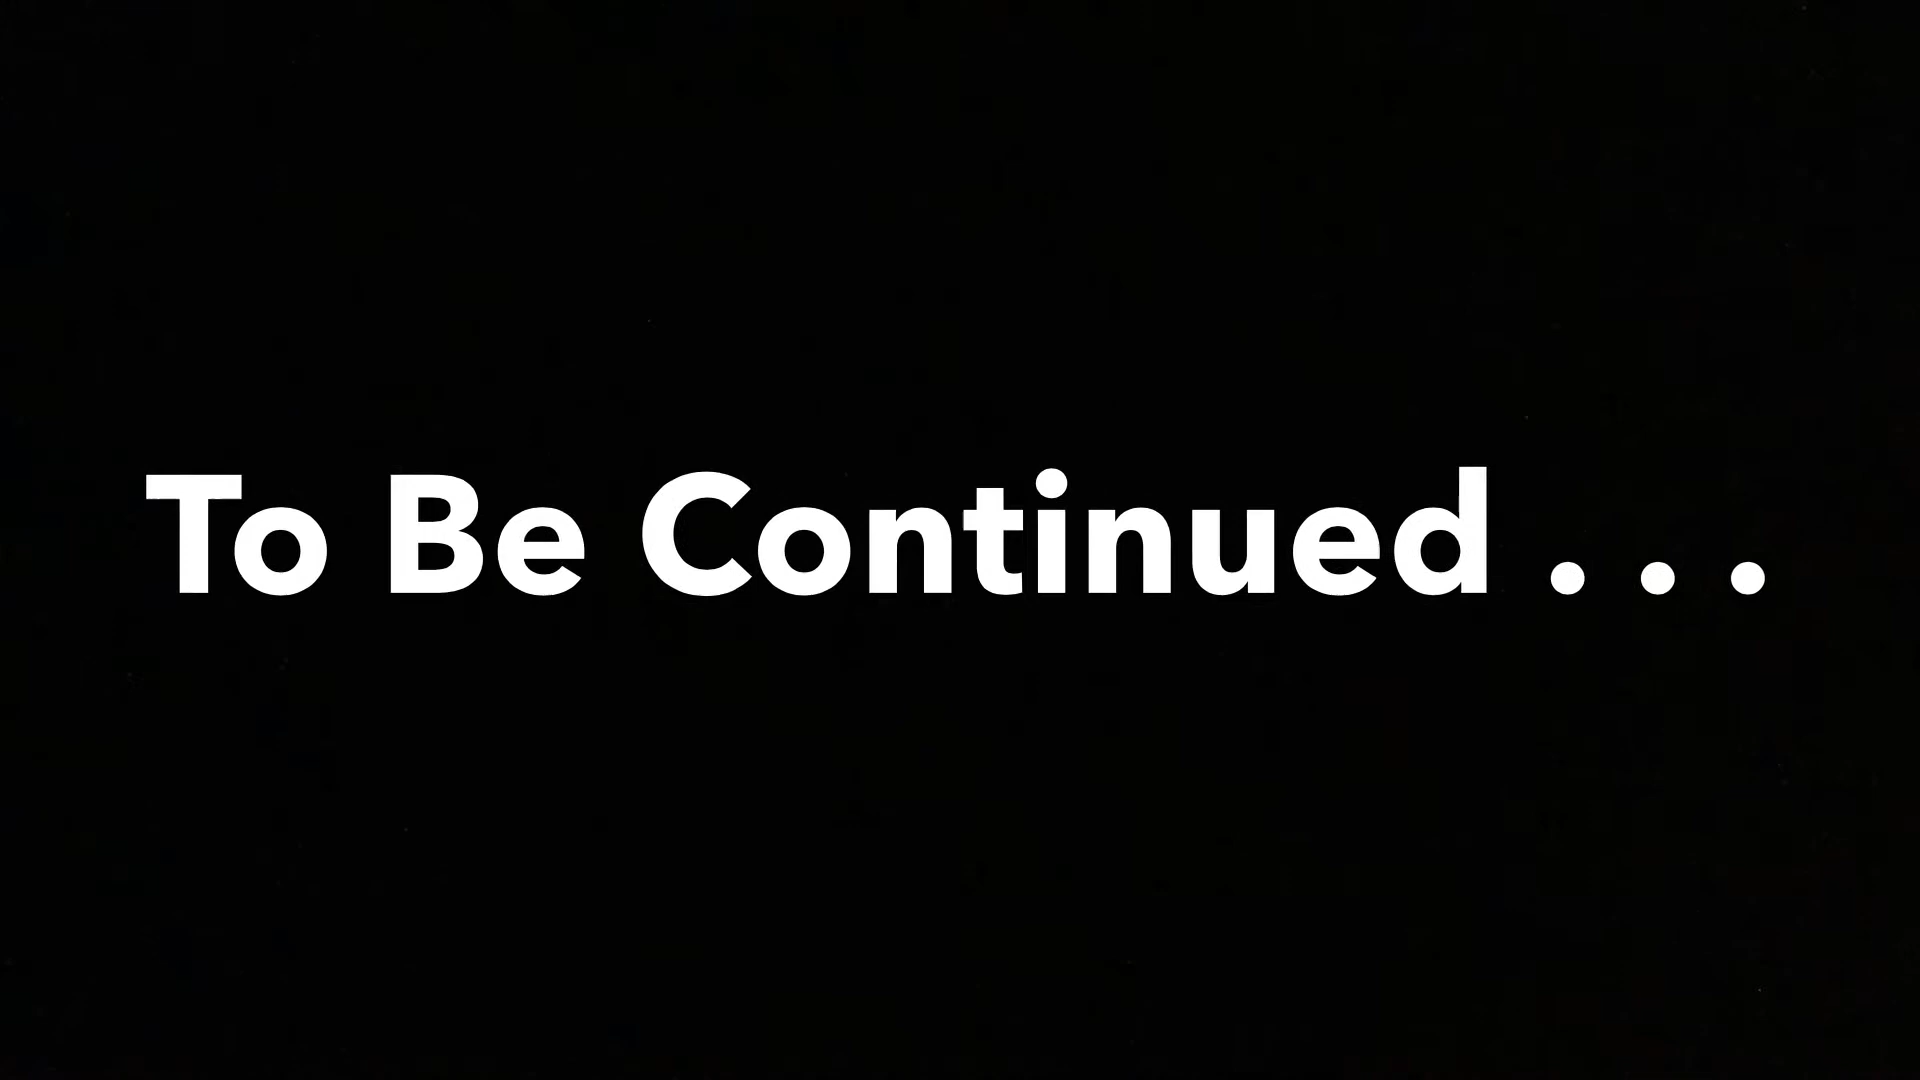 To Be Continued . . .